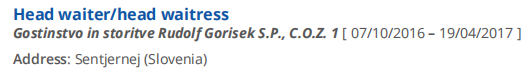 Head waiter/head waitress
Gostinstvo in storitve Rudolf Gorisek S.P., C.O.Z. 1 [ 07/10/2016 – 19/04/2017 ]
Address: Sentjernej (Slovenia)